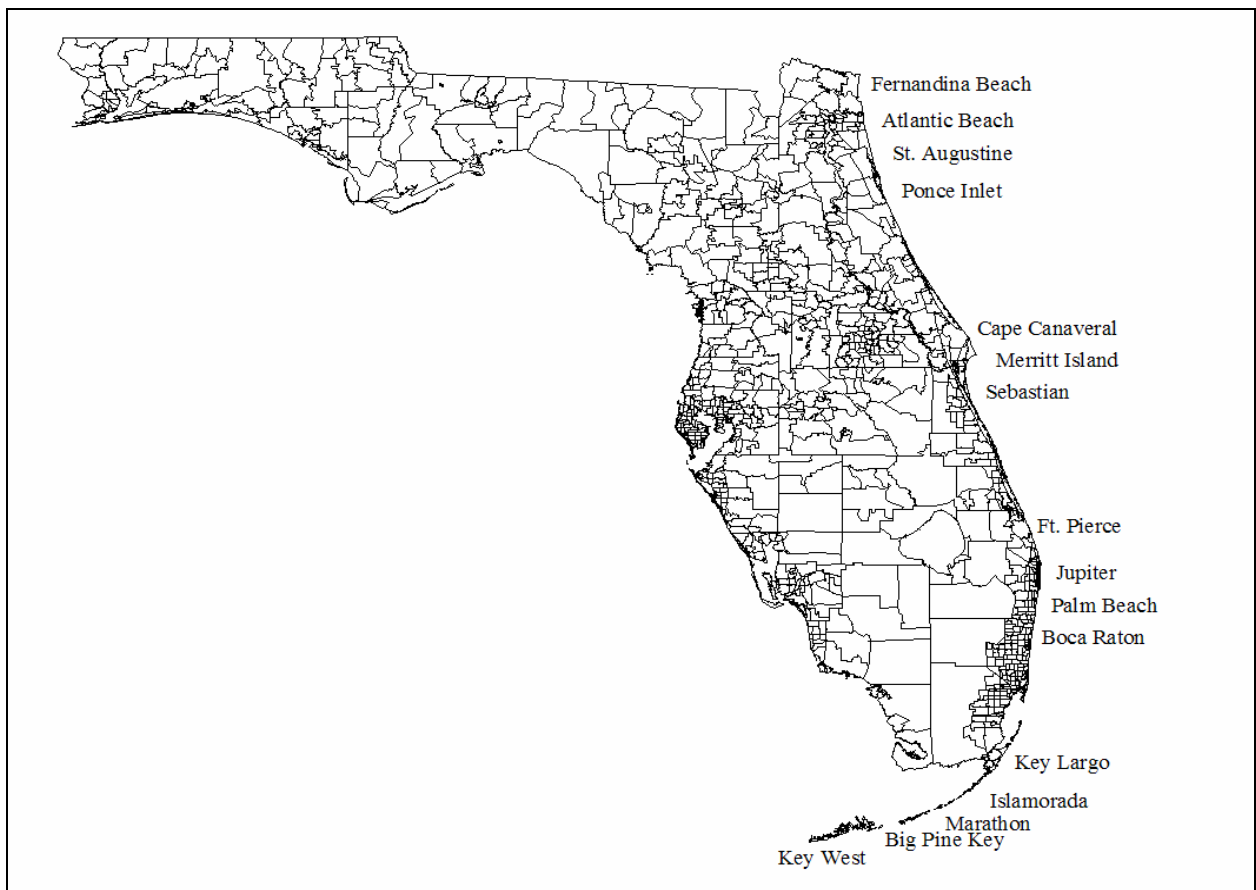 Fernandina Beach
Atlantic Beach
St. Augustine
Ponce Inlet
Cape Canaveral
Merritt Island
Sebastian
Ft. Pierce
Jupiter
Palm Beach
Boca Raton
Key Largo
Islamorada
Marathon
Big Pine Key
Key West